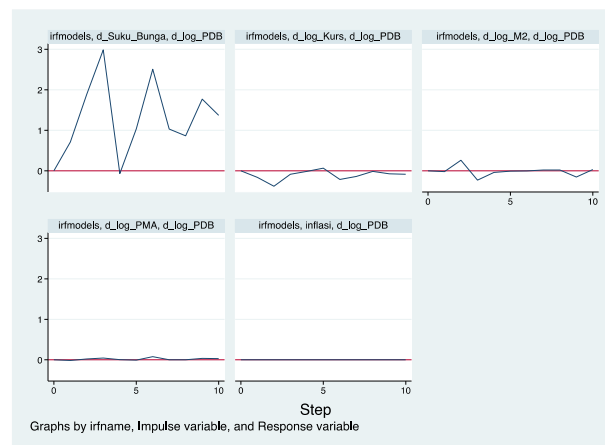 irfmodels, d_Suku_Bunga, d_log_PDB
irfmodels, d_log_Kurs, d_log_PDB
irfmodels, d_log_M2, d_log_PDB
3
2
1
0
0 5 10
irfmodels, d_log_PMA, d_log_PDB
irfmodels, inflasi, d_log_PDB
3
2
1
0
0 5 10
0 5 10
Step
Graphs by irfname, Impulse variable, and Response variable